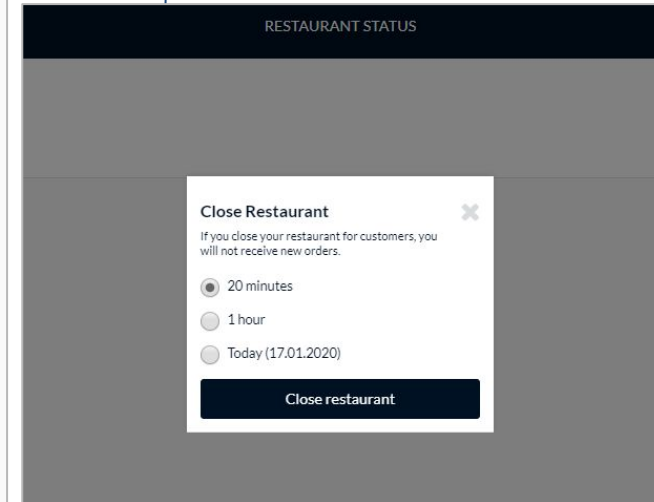 RESTAURANT STATUS
Close Restaurant
If you close your restaurant for customers, you
will not receive new orders.
20 minutes
1 hour
Today (17.01.2020)
Close restaurant